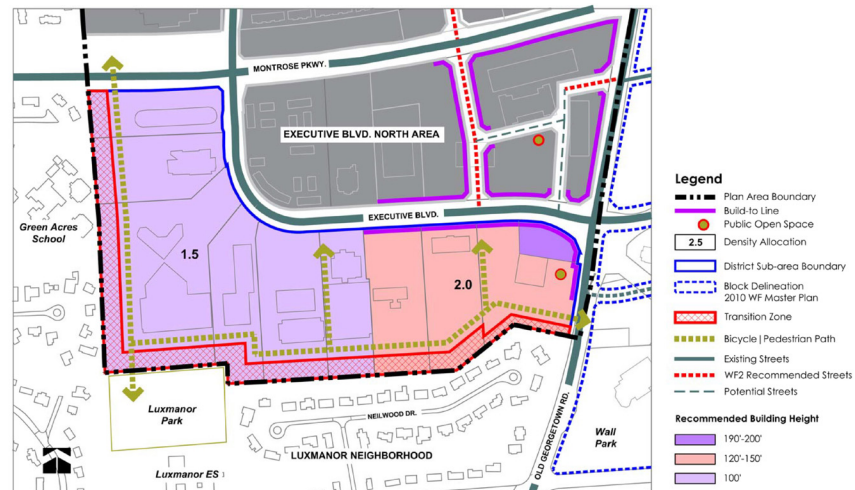 MONTROSE PKWY.
EXECUTIVE BLVD. NORTH AREA
EXECUTIVE BLVD.
Green Acres
School
1.5
2.0
Luxmanor
Park
NEILWOOD DR.
LUXMANOR NEIGHBORHOOD
Luxmanor ES
OLD GEORGETOWN RD.
Wall
Park
Legend
Plan Area Boundary
Build-to Line
Public Open Space
2.5
Density Allocation
District Sub-area Boundary
Block Delineation
2010 WF Master Plan
Transition Zone
Bicycle|Pedestrian Path
Existing Streets
WF2 Recommended Streets
Potential Streets
Recommended Building Height
190'-200'
120'-150'
100'